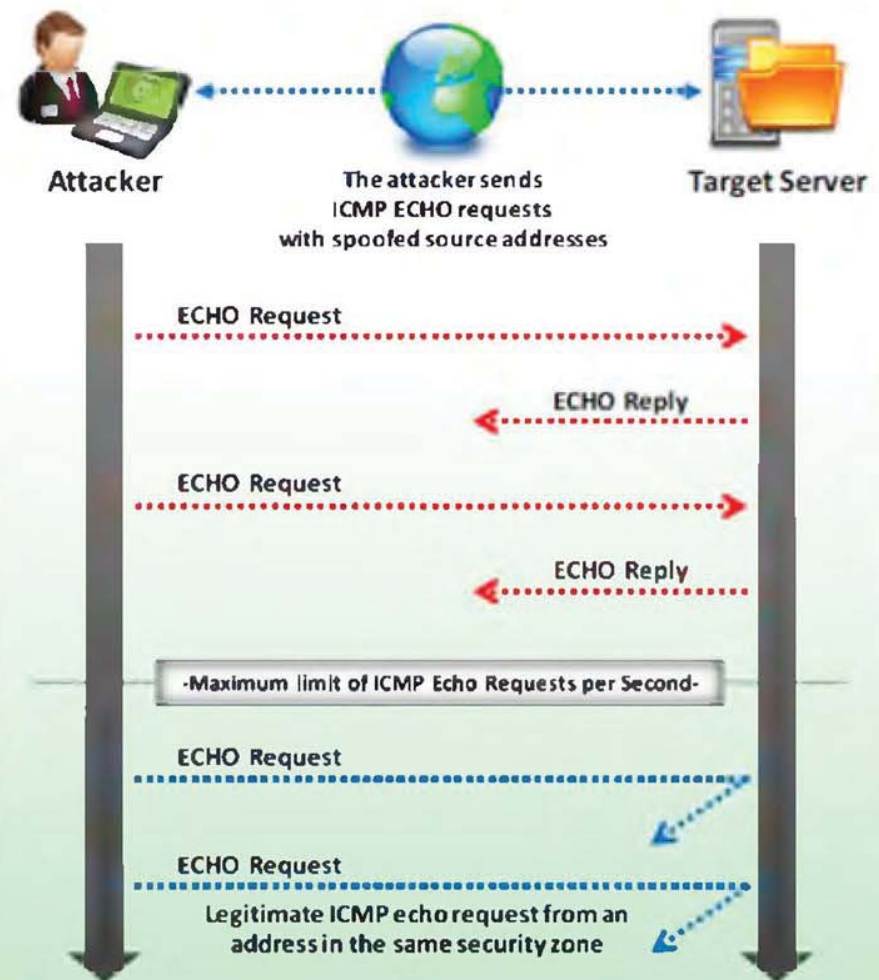 Attacker
The attacker sends
ICMP ECHO requests
with spoofed source addresses
Target Server
ECHO Request
ECHO Reply
ECHO Request
ECHO Reply
-Maximum limit of ICMP Echo Requests per Second-
ECHO Request
ECHO Request
Legitimate ICMP echo request from an
address in the same security zone